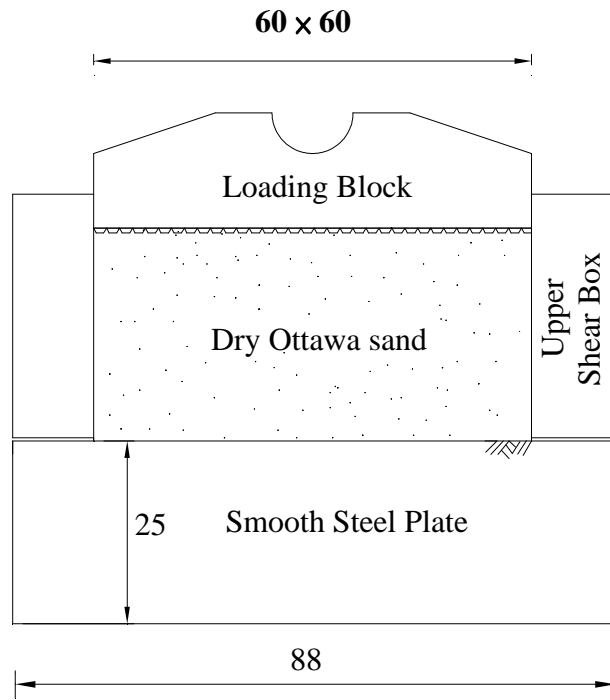 60 x 60
Loading Block
Dry Ottawa sand
Upper
Shear Box
25
Smooth Steel Plate
88